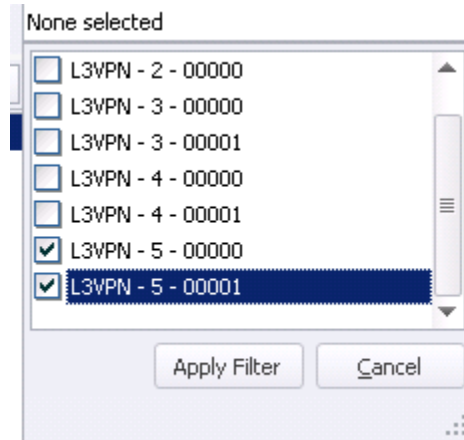 None selected
L3VPN - 2 - 00000
L3VPN - 3 - 00000
L3VPN - 3 - 00001
L3VPN - 4 - 00000
L3VPN - 4 - 00001
L3VPN - 5 - 00000
L3VPN - 5 - 00001
Apply Filter Cancel